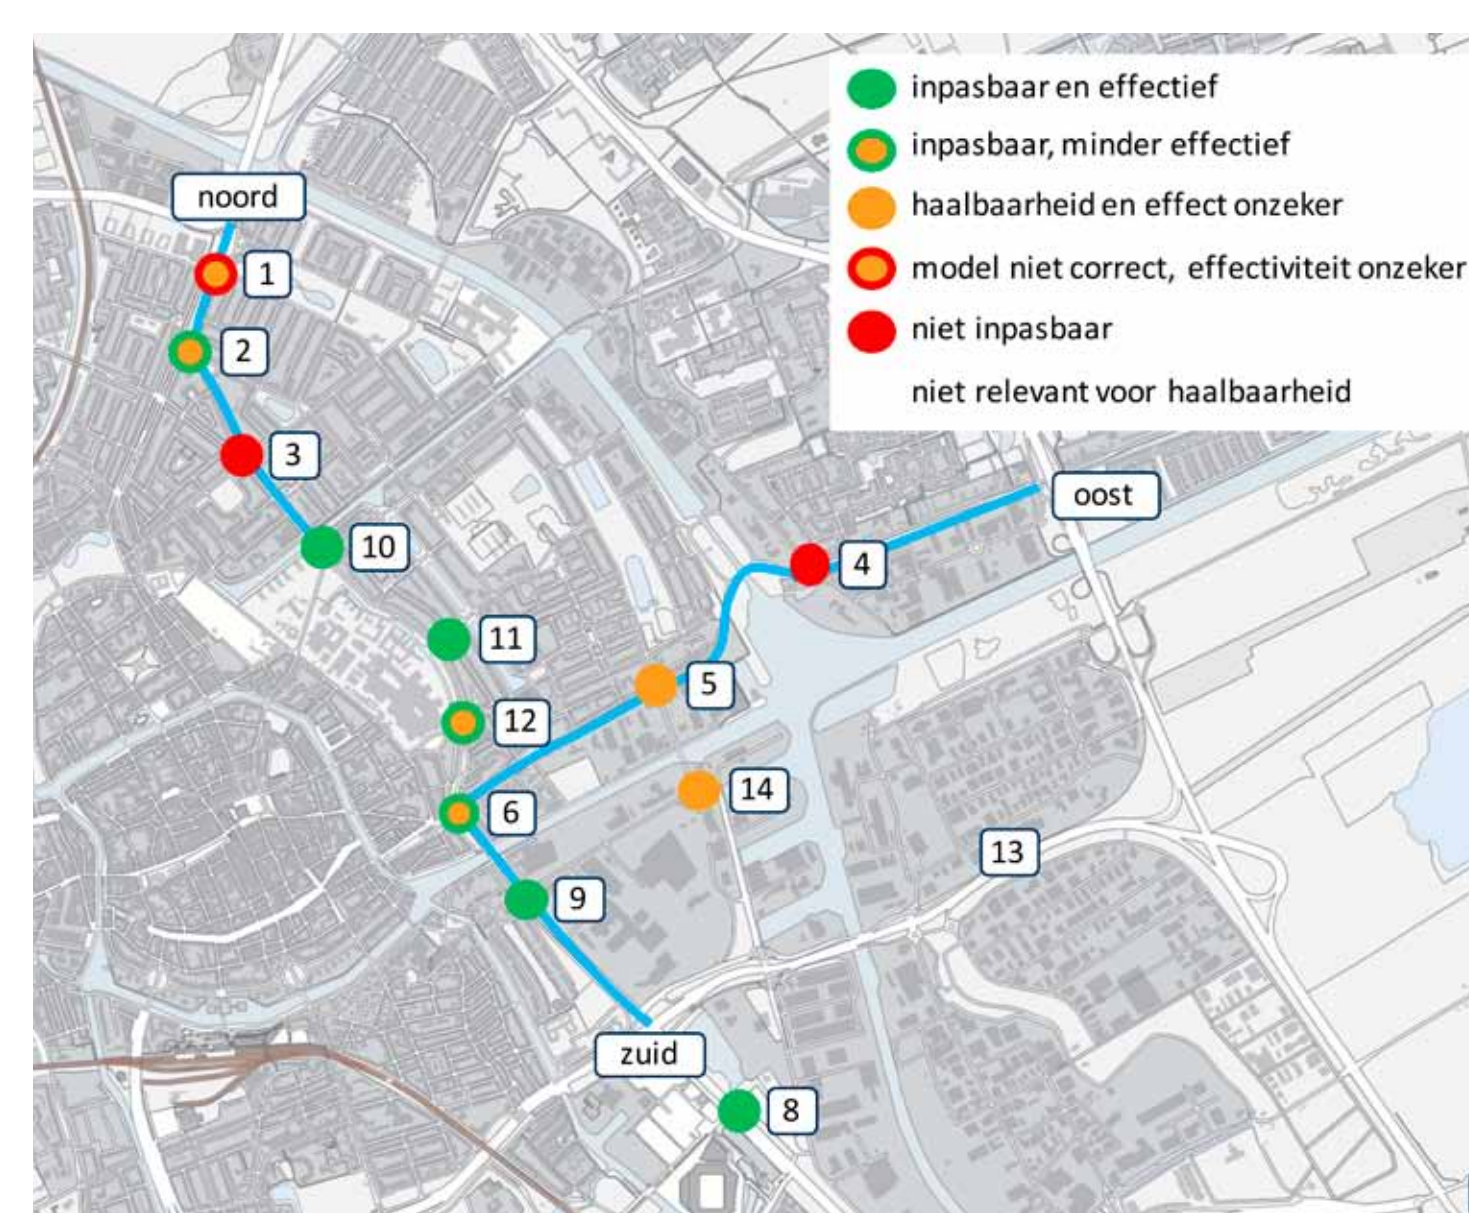 inpasbaar en effectief
inpasbaar, minder effectief
haalbaarheid en effect onzeker
model niet correct, effectiviteit onzeker
niet inpasbaar
niet relevant voor haalbaarheid
noord
1
2
3
10
oost
4
11
5
12
14
6
13
9
zuid
8